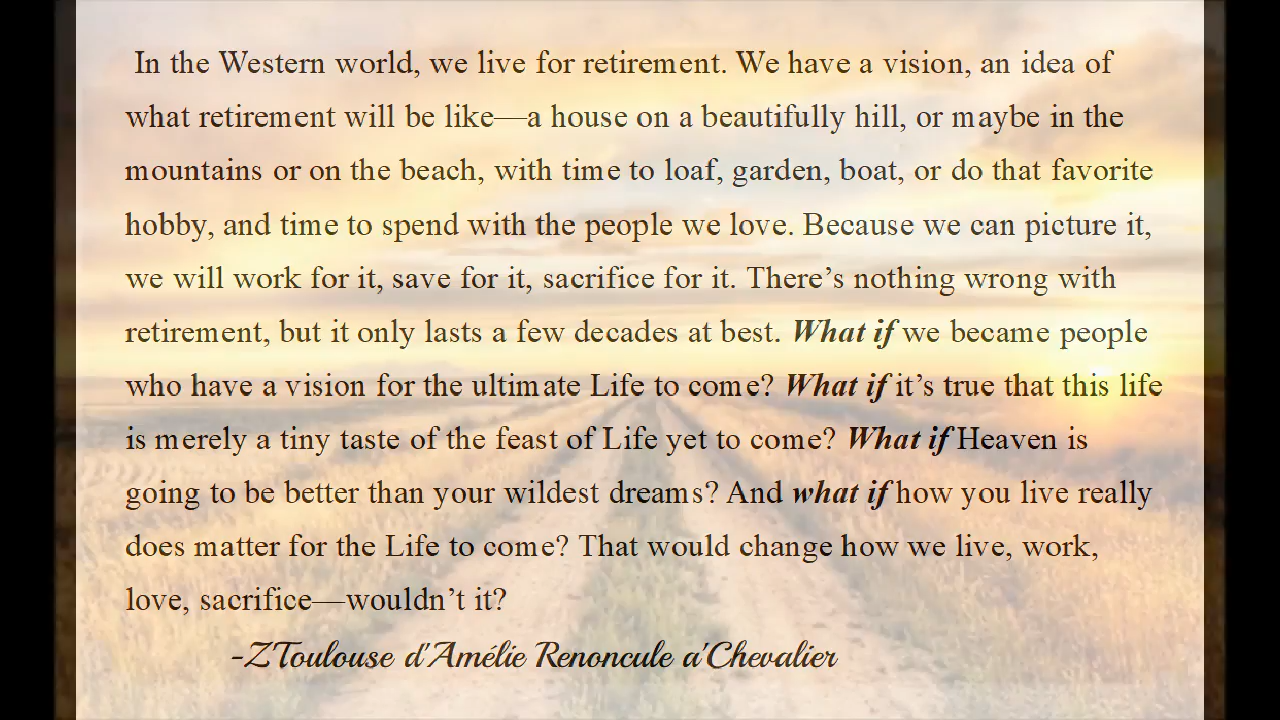 In the Western world, we live for retirement. We have a vision, an idea of
what retirement will be like—a house on a beautifully hill, or maybe in the
mountains or on the beach, with time to loaf, garden, boat, or do that favorite
hobby, and time to spend with the people we love. Because we can picture it,
we will work for it, save for it, sacrifice for it. There’s nothing wrong with
retirement, but it only lasts a few decades at best. What if we became people
who have a vision for the ultimate Life to come? What if it’s true that this life
is merely a tiny taste of the feast of Life yet to come? What if Heaven is
going to be better than your wildest dreams? And what if how you live really
does matter for the Life to come? That would change how we live, work,
love, sacrifice—wouldn’t it?
-ZToulouse d'Amélie Renoncule a'Chevalier